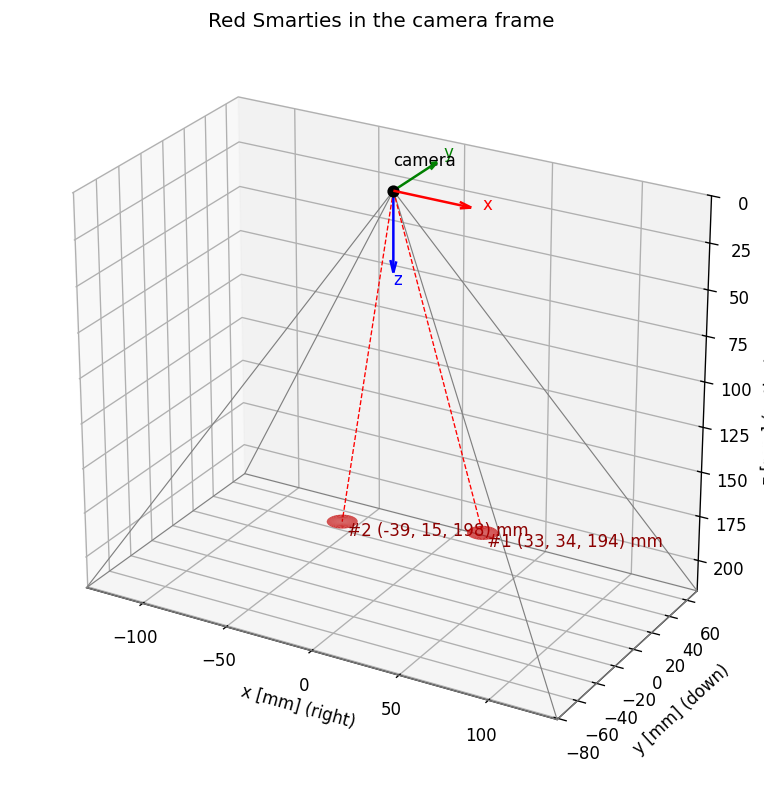 Red Smarties in the camera frame
camera
y
x
z
#2 (-39, 15, 198) mm
#1 (33, 34, 194) mm
0
25
50
75
100
125
150
175
200
−100
−50
0
50
100
x [mm] (right)
60
40
20
0
−20
−40
−60
−80
y [mm] (down)